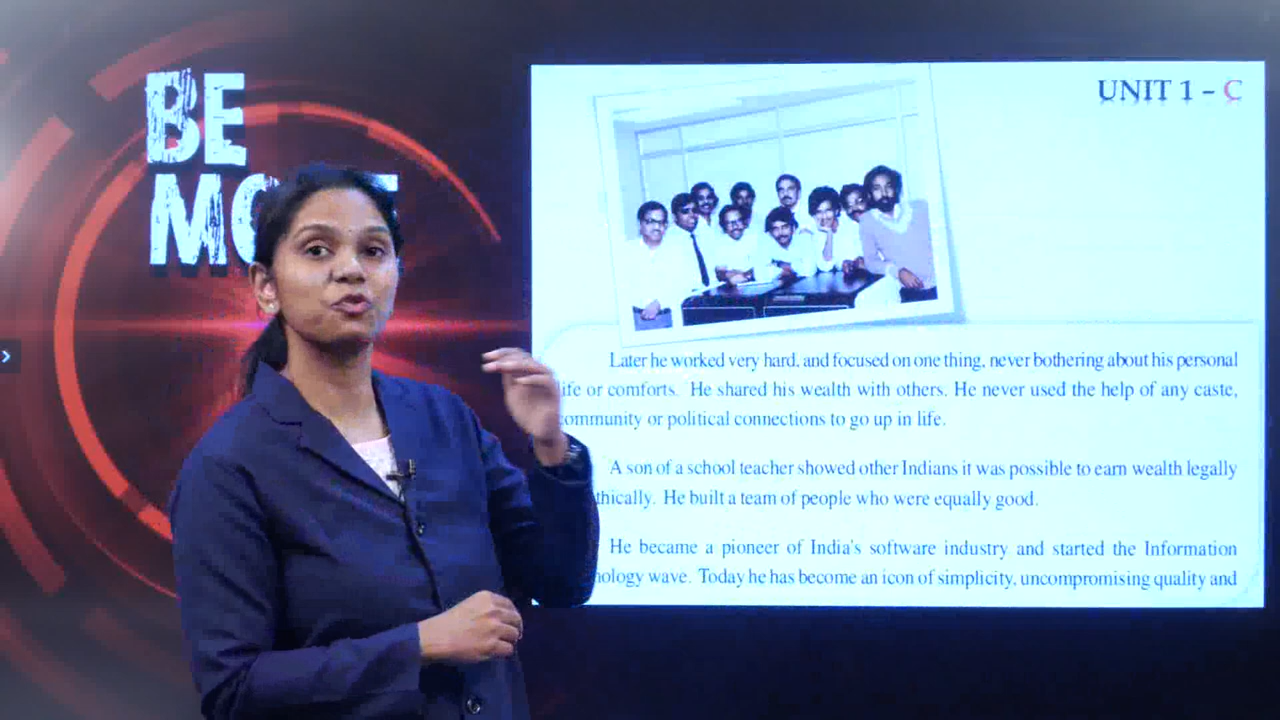 BE
UNIT 1 – C
Later he worked very hard, and focused on one thing, never bothering about his personal
life or comforts. He shared his wealth with others. He never used the help of any caste,
community or political connections to go up in life.
A son of a school teacher showed other Indians it was possible to earn wealth legally
thically. He built a team of people who were equally good.
He became a pioneer of India's software industry and started the Information
nology wave. Today he has become an icon of simplicity, uncompromising quality and